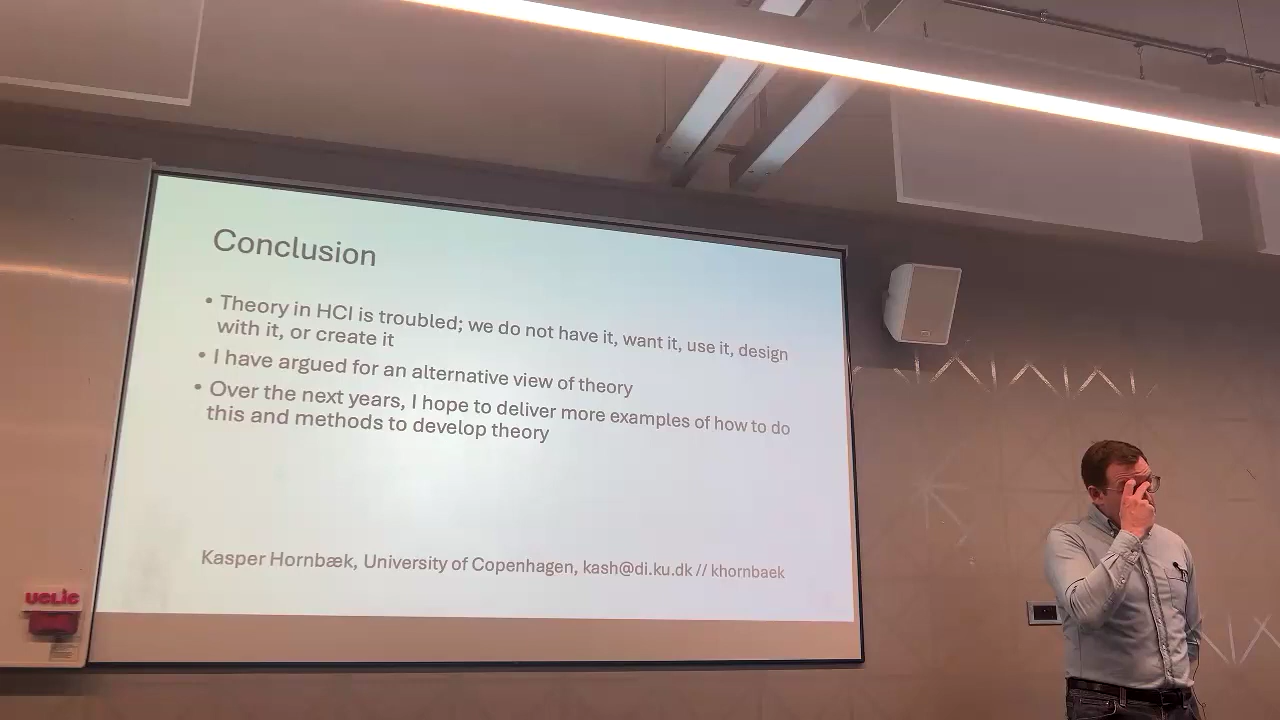 Conclusion
• Theory in HCI is troubled; we do not have it, want it, use it, design
with it, or create it
• I have argued for an alternative view of theory
• Over the next years, I hope to deliver more examples of how to do
this and methods to develop theory
Kasper Hornbæk, University of Copenhagen, kash@di.ku.dk // khornbaek